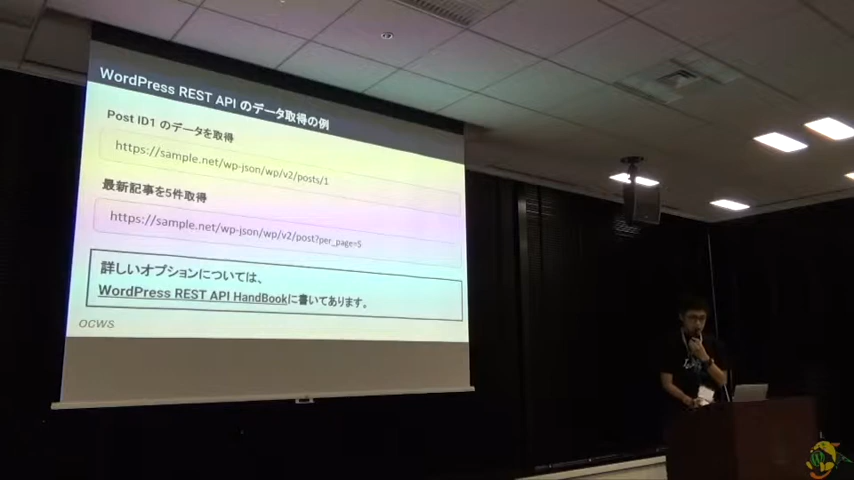 WordPress REST API のデータ取得の例
Post ID1 のデータを取得
https://sample.net/wp-json/wp/v2/posts/1
最新記事を5件取得
https://sample.net/wp-json/wp/v2/post?per_page=5
詳しいオプションについては、
WordPress REST API HandBookに書いてあります。
OCWS